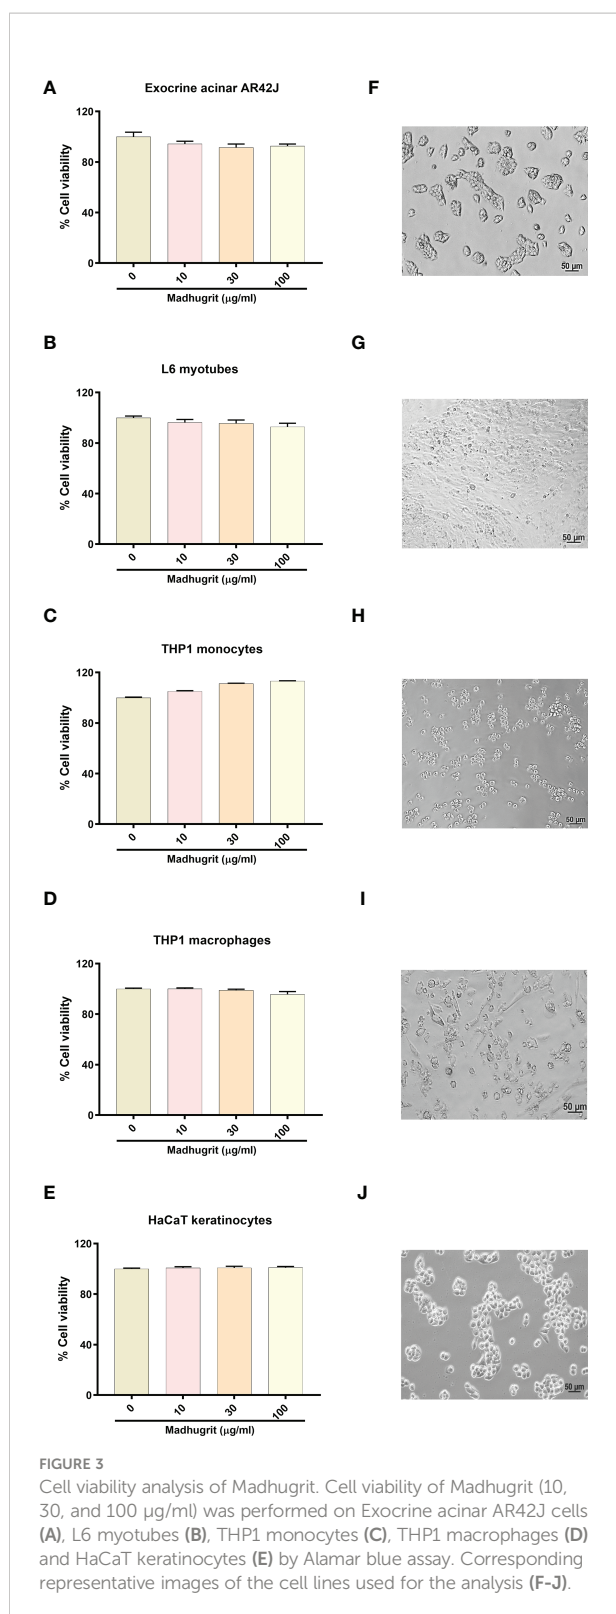 A
Exocrine acinar AR42J
F
120
80
40
0
% Cell viability
0
10
30
100
Madhugrit (µg/ml)
50 µm
B
L6 myotubes
G
120
80
40
0
% Cell viability
0
10
30
100
Madhugrit (µg/ml)
50 µm
C
THP1 monocytes
H
120
80
40
0
% Cell viability
0
10
30
100
Madhugrit (µg/ml)
50 µm
D
THP1 macrophages
I
120
80
40
0
% Cell viability
0
10
30
100
Madhugrit (µg/ml)
50 µm
E
HaCaT keratinocytes
J
120
80
40
0
% Cell viability
0
10
30
100
Madhugrit (µg/ml)
50 µm
FIGURE 3
Cell viability analysis of Madhugrit. Cell viability of Madhugrit (10,
30, and 100 µg/ml) was performed on Exocrine acinar AR42J cells
(A), L6 myotubes (B), THP1 monocytes (C), THP1 macrophages (D)
and HaCaT keratinocytes (E) by Alamar blue assay. Corresponding
representative images of the cell lines used for the analysis (F-J).